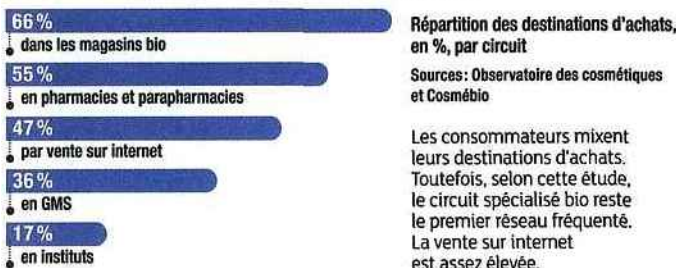 66 %
dans les magasins bio
55 %
en pharmacies et parapharmacies
47 %
par vente sur internet
36 %
en GMS
17 %
en instituts
Répartition des destinations d'achats,
en %, par circuit
Sources : Observatoire des cosmétiques
et Cosmébio
Les consommateurs mixent
leurs destinations d'achats.
Toutefois, selon cette étude,
le circuit spécialisé bio reste
le premier réseau fréquenté.
La vente sur internet
est assez élevée.